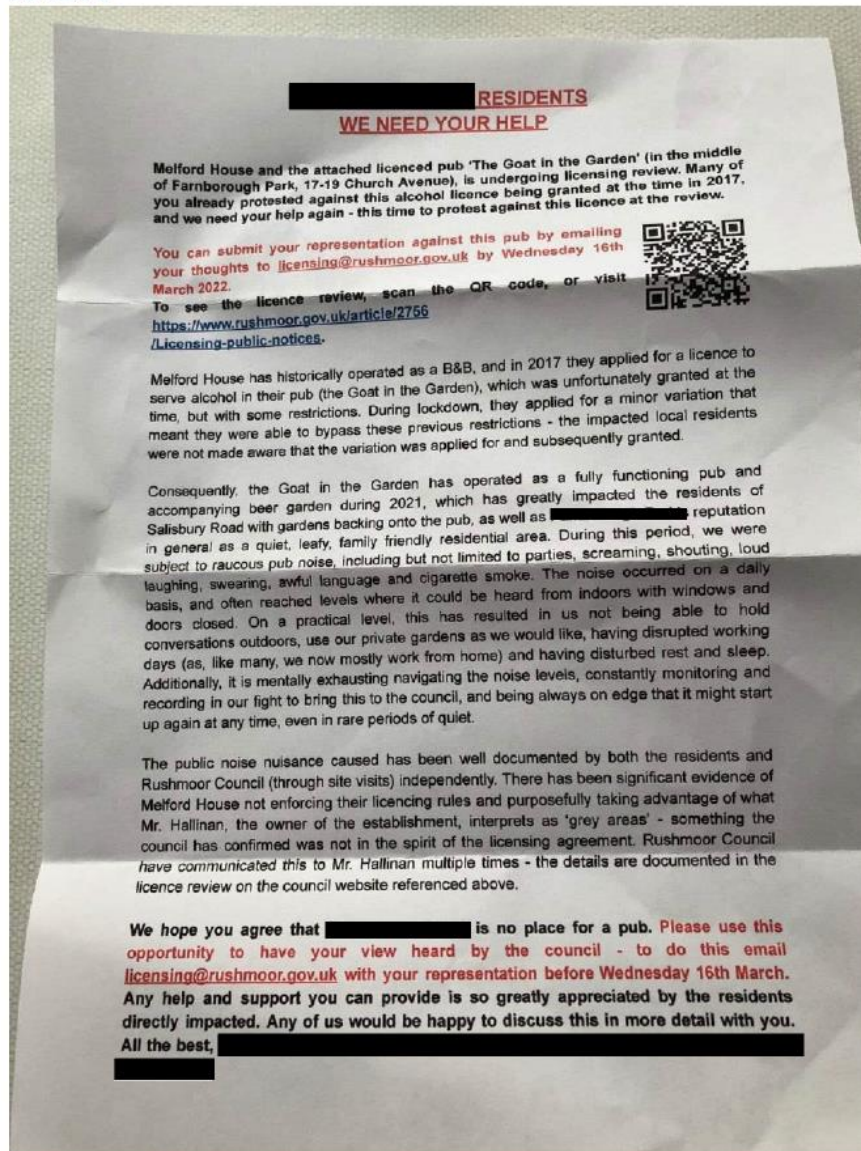 RESIDENTS
WE NEED YOUR HELP
Melford House and the attached licenced pub 'The Goat in the Garden' (in the middle
of Farnborough Park, 17-19 Church Avenue), is undergoing licensing review. Many of
you already protested against this alcohol licence being granted at the time in 2017,
and we need your help again - this time to protest against this licence at the review.
You can submit your representation against this pub by emailing
your thoughts to licensing@rushmoor.gov.uk by Wednesday 16th
March 2022.
To see the licence review, scan the QR code, or visit
https://www.rushmoor.gov.uk/article/2756
/Licensing-public-notices.
Melford House has historically operated as a B&B, and in 2017 they applied for a licence to
serve alcohol in their pub (the Goat in the Garden), which was unfortunately granted at the
time, but with some restrictions. During lockdown, they applied for a minor variation that
meant they were able to bypass these previous restrictions - the impacted local residents
were not made aware that the variation was applied for and subsequently granted.
Consequently, the Goat in the Garden has operated as a fully functioning pub and
accompanying beer garden during 2021, which has greatly impacted the residents of
Salisbury Road with gardens backing onto the pub, as well as reputation
in general as a quiet, leafy, family friendly residential area. During this period, we were
subject to raucous pub noise, including but not limited to parties, screaming, shouting, loud
laughing, swearing, awful language and cigarette smoke. The noise occurred on a daily
basis, and often reached levels where it could be heard from indoors with windows and
doors closed. On a practical level, this has resulted in us not being able to hold
conversations outdoors, use our private gardens as we would like, having disrupted working
days (as, like many, we now mostly work from home) and having disturbed rest and sleep.
Additionally, it is mentally exhausting navigating the noise levels, constantly monitoring and
recording in our fight to bring this to the council, and being always on edge that it might start
up again at any time, even in rare periods of quiet.
The public noise nuisance caused has been well documented by both the residents and
Rushmoor Council (through site visits) independently. There has been significant evidence of
Melford House not enforcing their licencing rules and purposefully taking advantage of what
Mr. Hallinan, the owner of the establishment, interprets as 'grey areas' - something the
council has confirmed was not in the spirit of the licensing agreement. Rushmoor Council
have communicated this to Mr. Hallinan multiple times - the details are documented in the
licence review on the council website referenced above.
We hope you agree that is no place for a pub. Please use this
opportunity to have your view heard by the council - to do this email
licensing@rushmoor.gov.uk with your representation before Wednesday 16th March.
Any help and support you can provide is so greatly appreciated by the residents
directly impacted. Any of us would be happy to discuss this in more detail with you.
All the best,